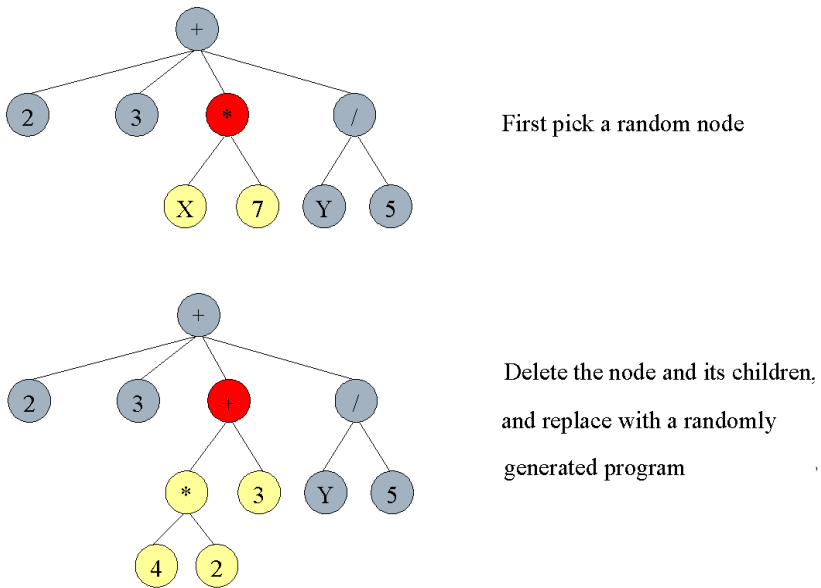 +
2 3 * /
First pick a random node
X 7 Y 5
+
2 3 + /
Delete the node and its children,
and replace with a randomly
* 3 Y 5
generated program
4 2